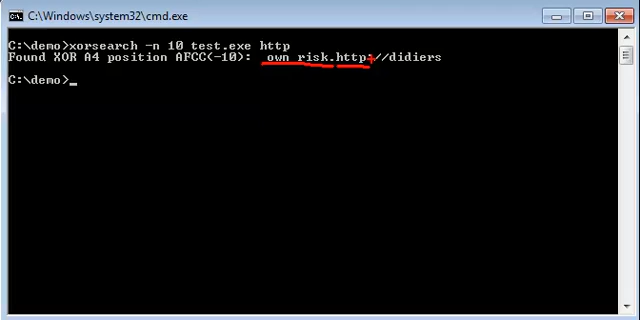 C:\Windows\system32\cmd.exe
C:\demo>xorsearch -n 10 test.exe http
Found XOR A4 position AFCC(-10):  own risk.http://didiers
C:\demo>_